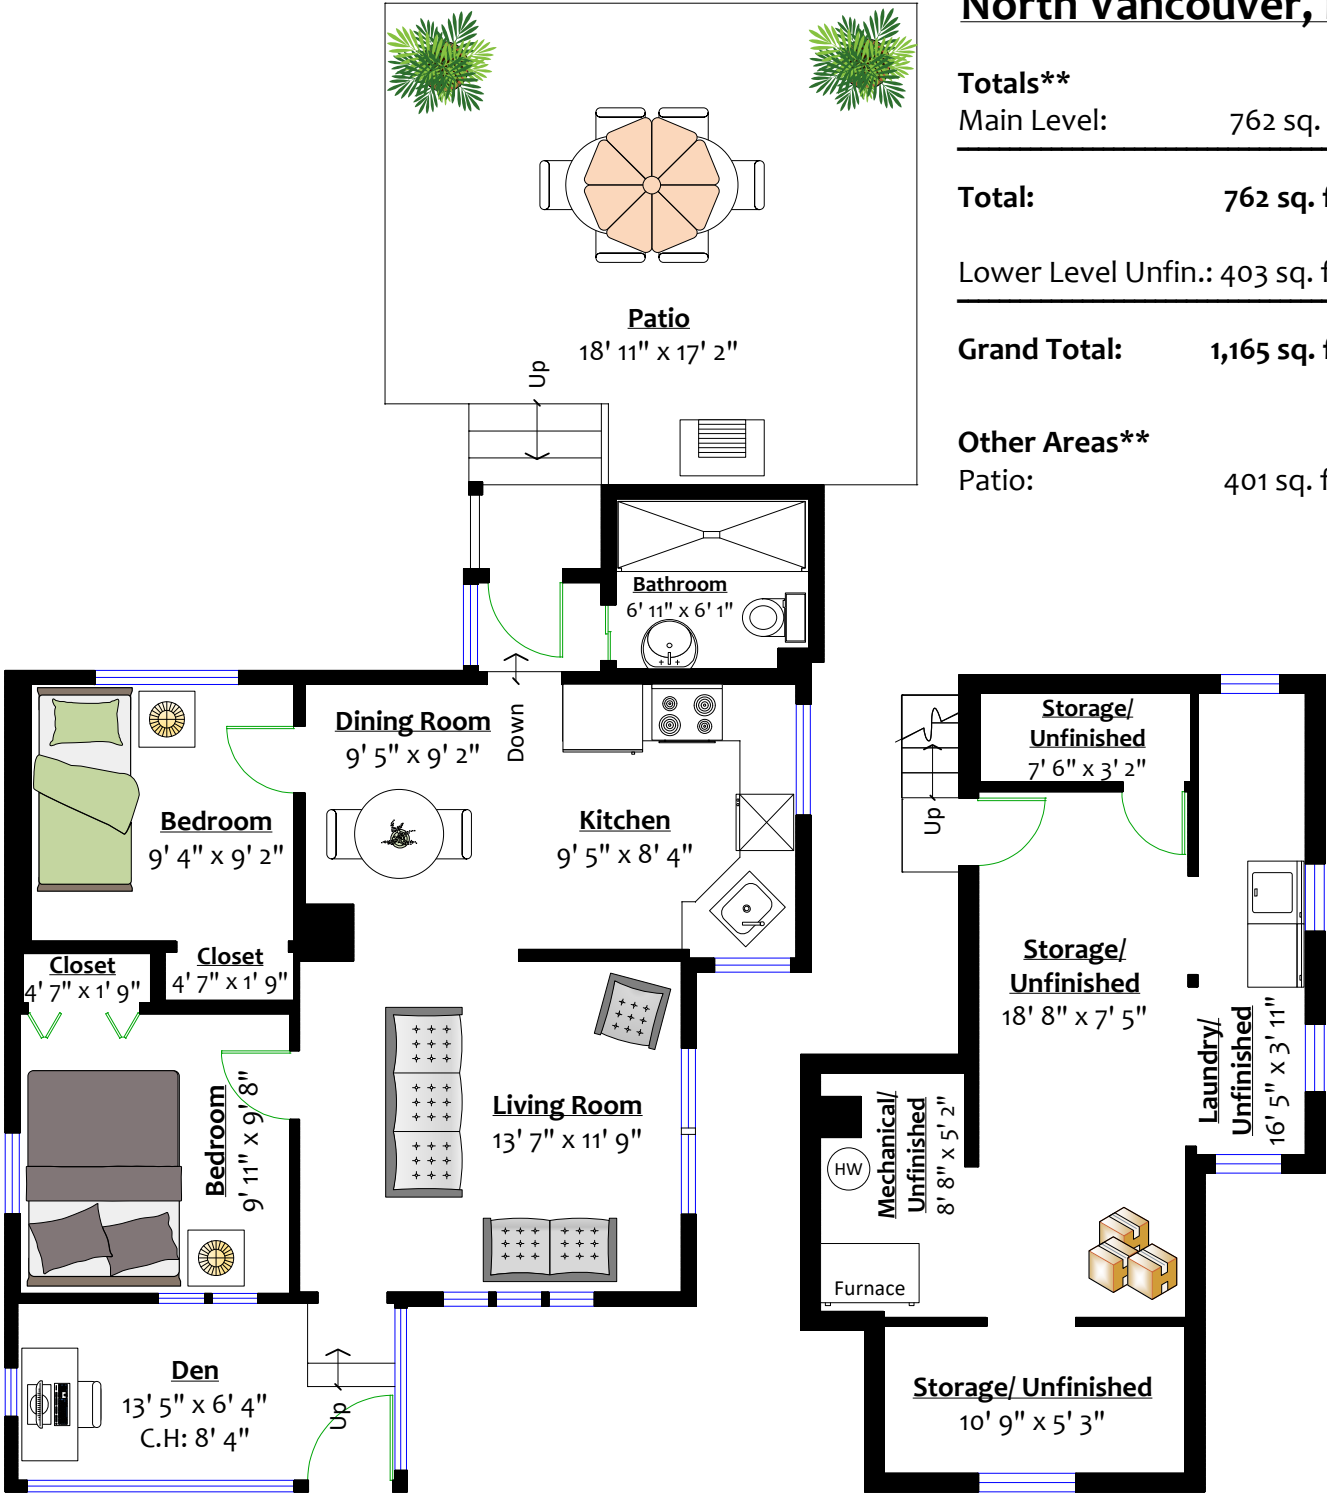 North Vancouver,
Totals**
Main Level: 762 sq.
Total: 762 sq. f
Lower Level Unfin.: 403 sq. f
Grand Total: 1,165 sq. f
Other Areas**
Patio: 401 sq. f
Patio
18' 11" x 17' 2"
Up
Bathroom
6' 11" x 6' 1"
Dining Room
9' 5" x 9' 2"
Down
Kitchen
9' 5" x 8' 4"
Bedroom
9' 4" x 9' 2"
Closet
4' 7" x 1' 9"
Closet
4' 7" x 1' 9"
Bedroom
9' 11" x 9' 8"
Living Room
13' 7" x 11' 9"
Den
13' 5" x 6' 4"
C.H: 8' 4"
Up
Storage/
Unfinished
7' 6" x 3' 2"
Up
Storage/
Unfinished
18' 8" x 7' 5"
Laundry/
Unfinished
16' 5" x 3' 11"
Mechanical/
Unfinished
8' 8" x 5' 2"
HW
Furnace
Storage/ Unfinished
10' 9" x 5' 3"